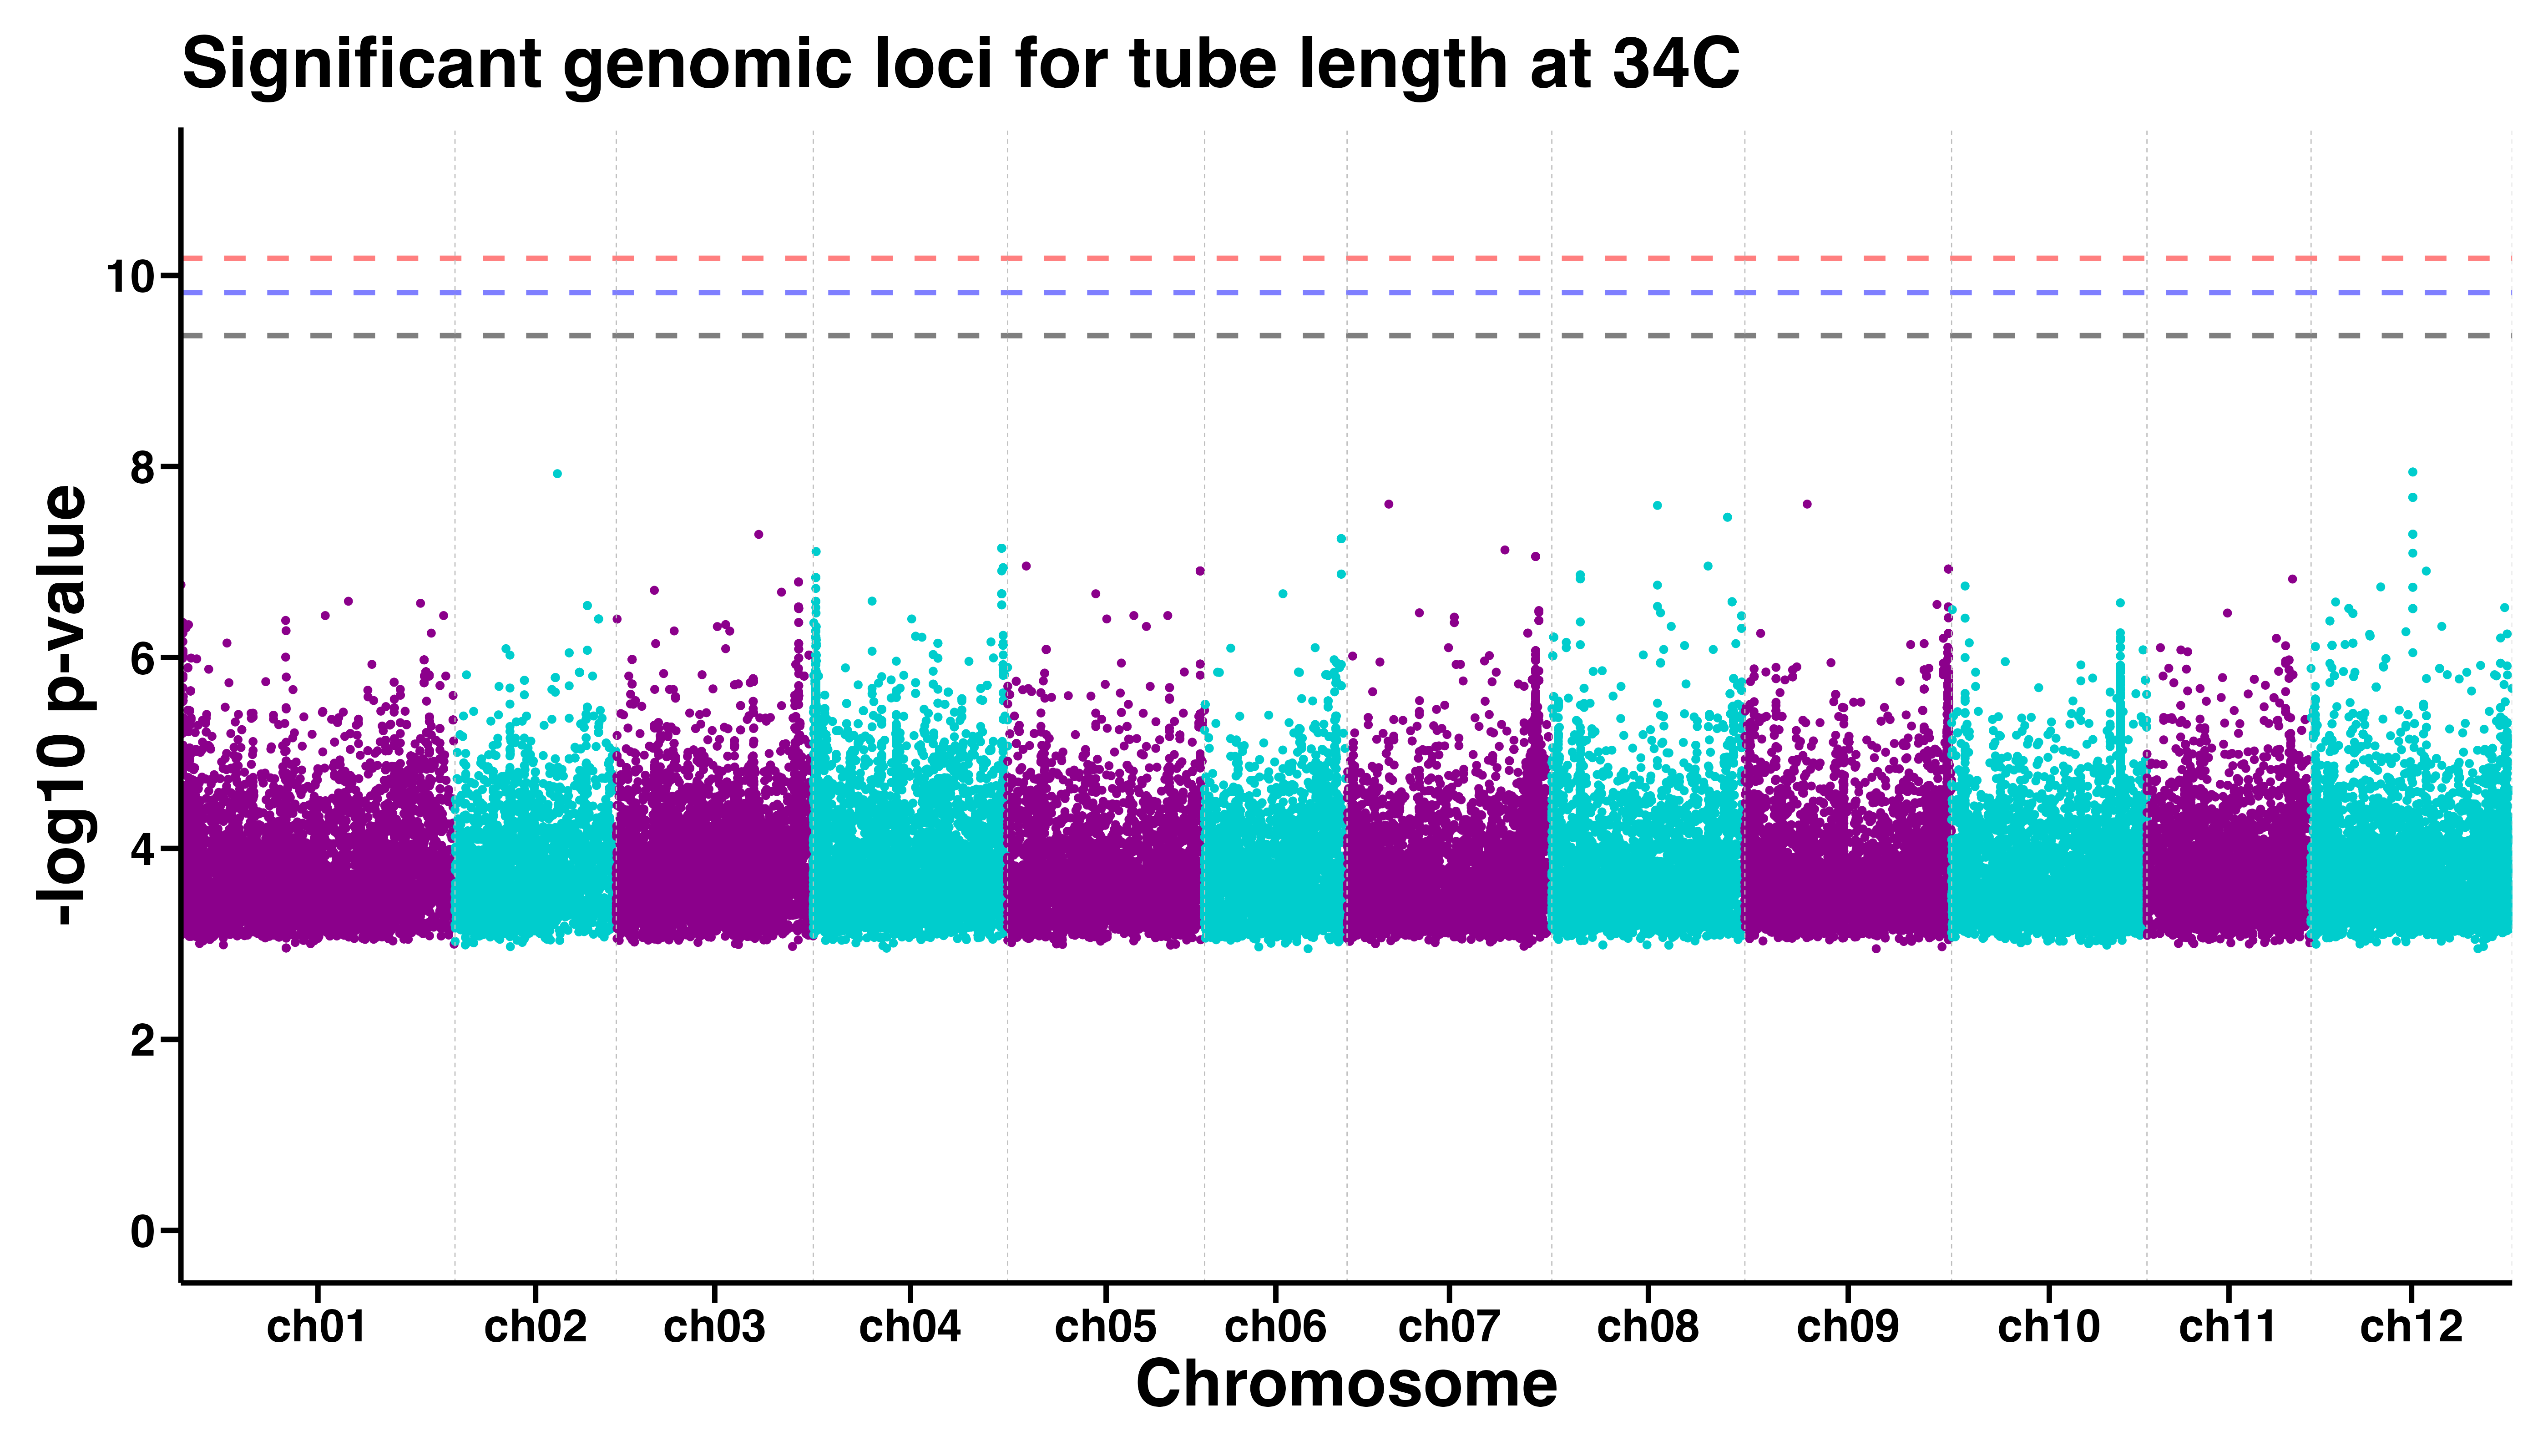 Significant genomic loci for tube length at 34C
-log10 p-value
10
8
6
4
2
0
ch01 ch02 ch03 ch04 ch05 ch06 ch07 ch08 ch09 ch10 ch11 ch12
Chromosome